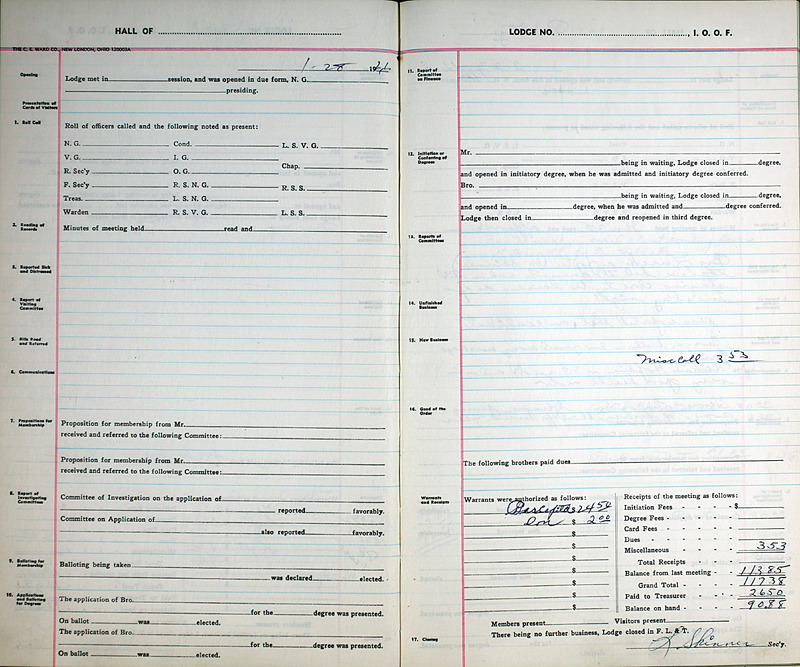 HALL OF
THE C. E. WARD CO., NEW LONDON, OHIO 120003A
1-28 1941
Opening
Lodge met in session, and was opened in due form, N. G.
presiding.
Presentation of Cards of Visitors
1. Roll Call
Roll of officers called and the following noted as present:
N. G. Cond. L. S. V. G.
V. G. I. G.
Chap.
R. Sec'y O. G.
F. Sec'y R. S. N. G. R. S. S.
Treas. L. S. N. G.
Warden R. S. V. G. L. S. S.
2. Reading of Records
Minutes of meeting held read and
3. Reported Sick and Distressed
4. Report of Visiting Committee
5. Bills Read and Referred
6. Communications
7. Propositions for Membership
Proposition for membership from Mr.
received and referred to the following Committee:
Proposition for membership from Mr.
received and referred to the following Committee:
8. Report of Investigating Committees
Committee of Investigation on the application of
reported favorably.
Committee on Application of
also reported favorably.
9. Balloting for Membership
Balloting being taken
was declared elected.
10. Applications and Balloting for Degrees
The application of Bro.
for the degree was presented.
On ballot was elected.
The application of Bro.
for the degree was presented.
On ballot was elected.
LODGE NO. , I. O. O. F.
11. Report of Committee on Finance
12. Initiation or Conferring of Degrees
Mr.
being in waiting, Lodge closed in degree,
and opened in initiatory degree, when he was admitted and initiatory degree conferred.
Bro.
being in waiting, Lodge closed in degree,
and opened in degree, when he was admitted and degree conferred.
Lodge then closed in degree and reopened in third degree.
13. Reports of Committees
14. Unfinished Business
15. New Business
Misc Coll 3 53
16. Good of the Order
The following brothers paid dues
Warrants and Receipts
Warrants were authorized as follows:
$ 24 50
$ 2 00
$
$
$
$
$
$
$
Receipts of the meeting as follows:
Initiation Fees - - - - $
Degree Fees - - - -
Card Fees - - - -
Dues - - - -
Miscellaneous - - - - 3.53
Total Receipts - -
Balance from last meeting - - 113.85
Grand Total - - - 117.38
Paid to Treasurer - - - 26.50
Balance on hand - - - - 90.88
Members present Visitors present
17. Closing
There being no further business, Lodge closed in F. L. & T.
Skinner Sec'y.